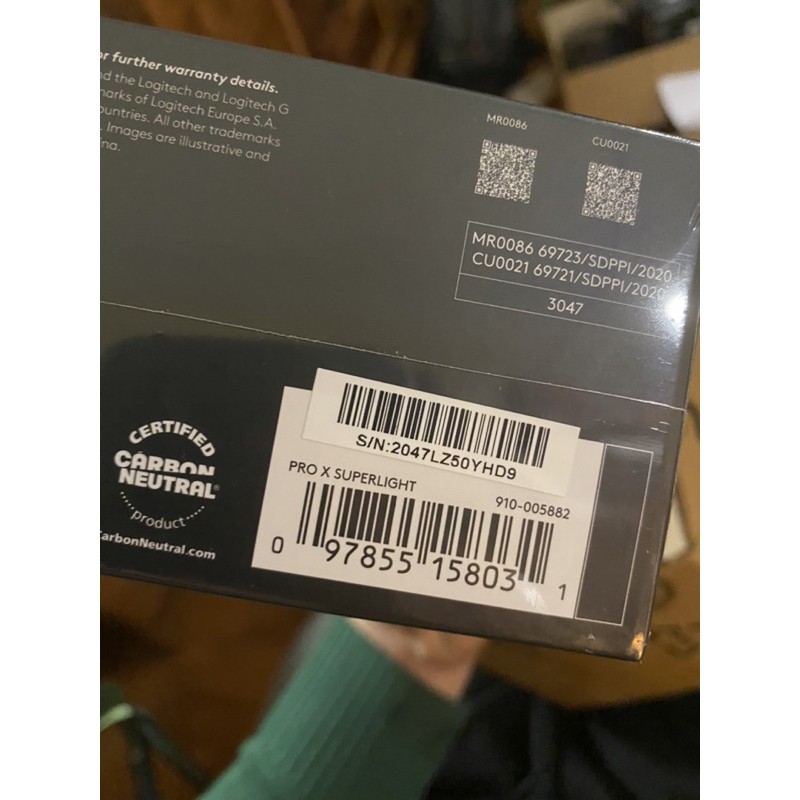 or further warranty details.
nd the Logitech and Logitech G
marks of Logitech Europe S.A.
ountries. All other trademarks
. Images are illustrative and
ina.
MR0086
CU0021
MR0086 69723/SDPPI/2020
CU0021 69721/SDPPI/2020
3047
CERTIFIED
CARBON
NEUTRAL®
product
arbonNeutral.com
S/N:2047LZ50YHD9
PRO X SUPERLIGHT
910-005882
0 97855 15803 1